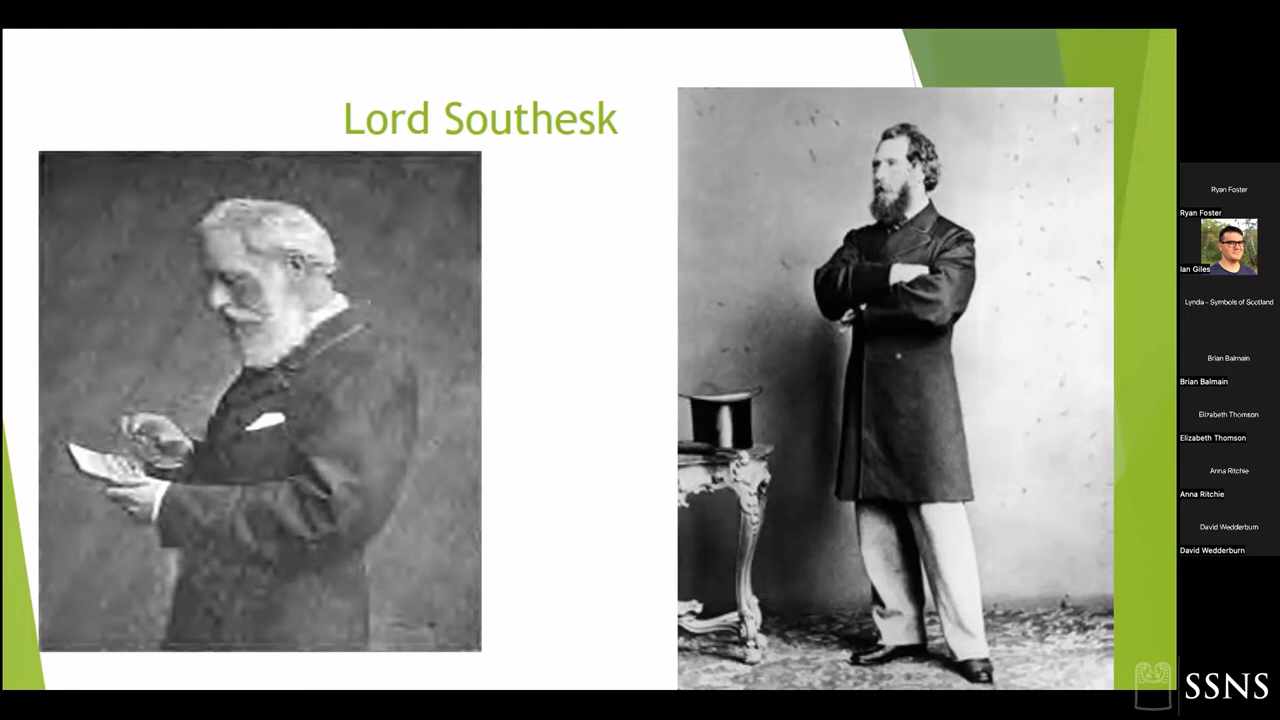 Lord Southesk
Ryan Foster
Ryan Foster
Ian Giles
Lynda - Symbols of Scotland
Brian Balmain
Brian Balmain
Elizabeth Thomson
Elizabeth Thomson
Anna Ritchie
Anna Ritchie
David Wedderburn
David Wedderburn
SSNS